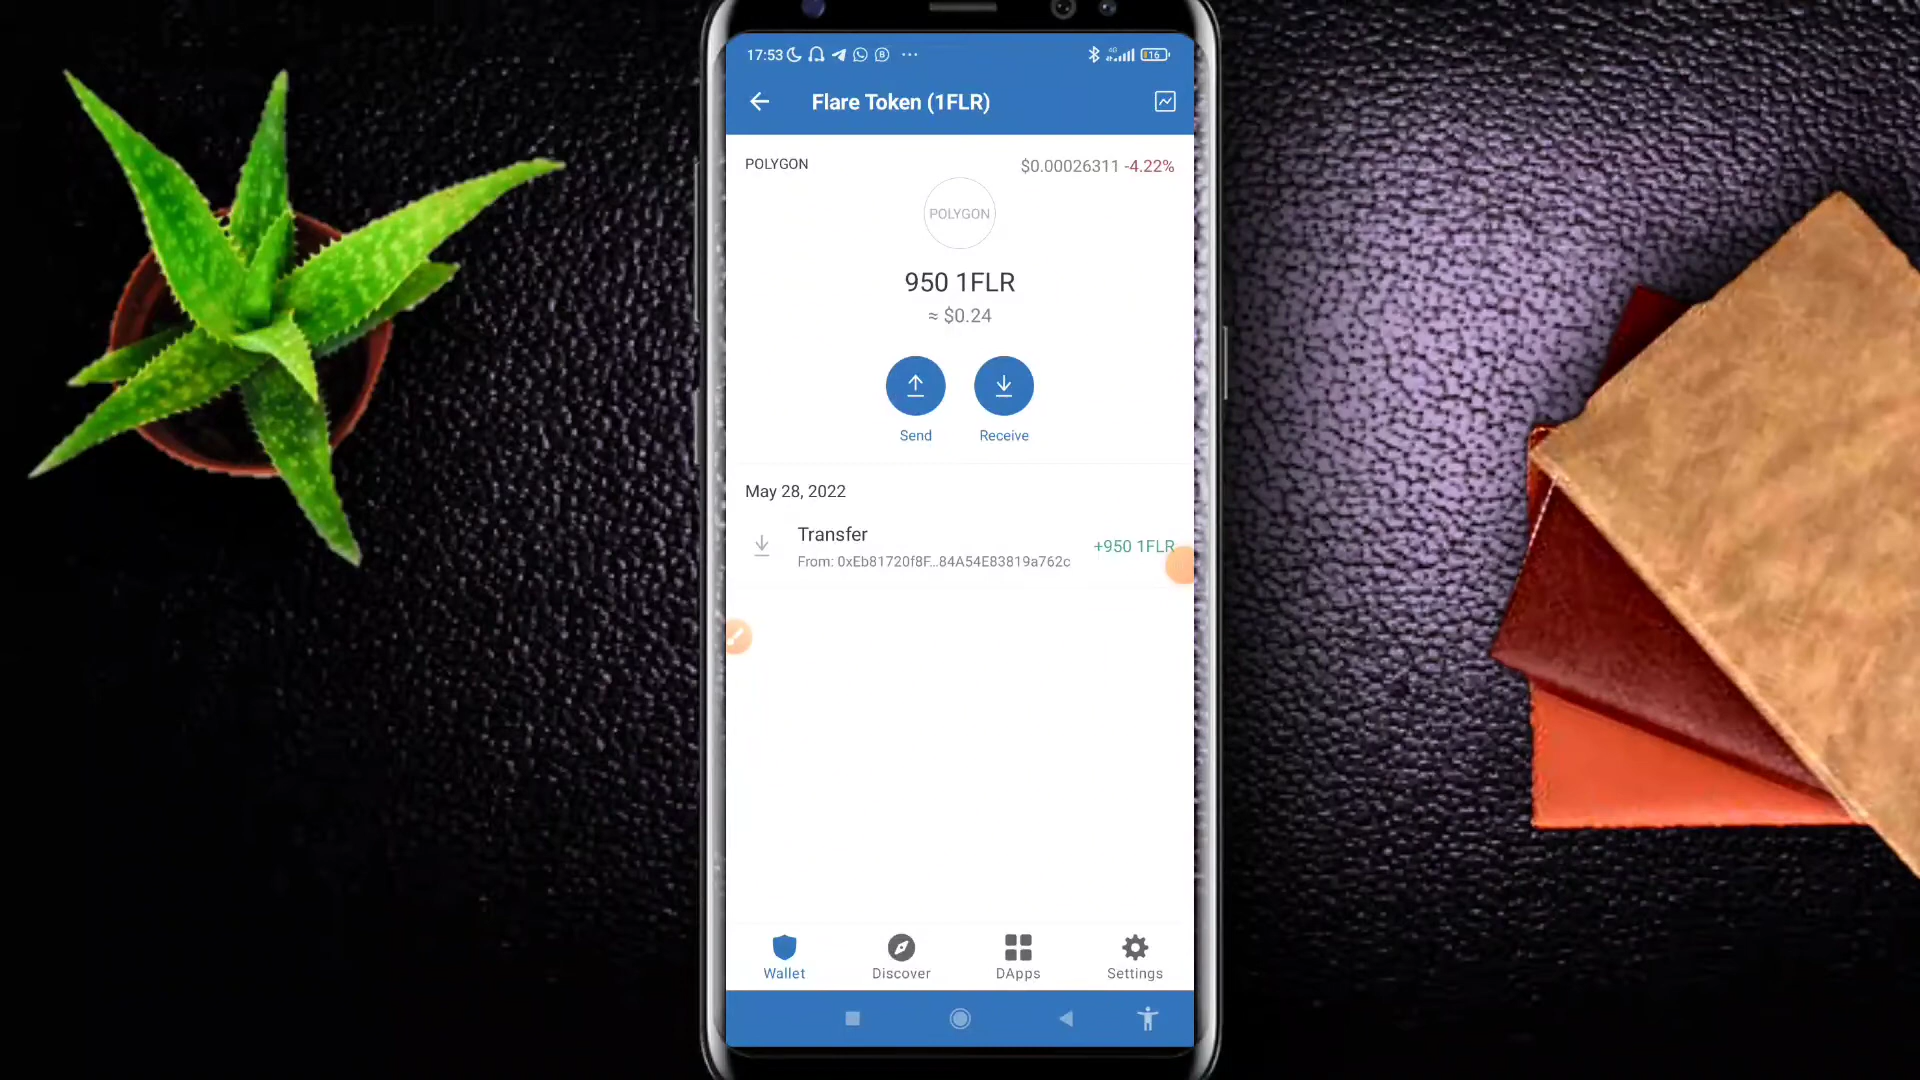 17:53
16
Flare Token (1FLR)
POLYGON
$0.00026311 -4.22%
POLYGON
950 1FLR
≈ $0.24
Send
Receive
May 28, 2022
Transfer
+950 1FLR
From: 0xEb81720f8F...84A54E83819a762c
Wallet
Discover
DApps
Settings